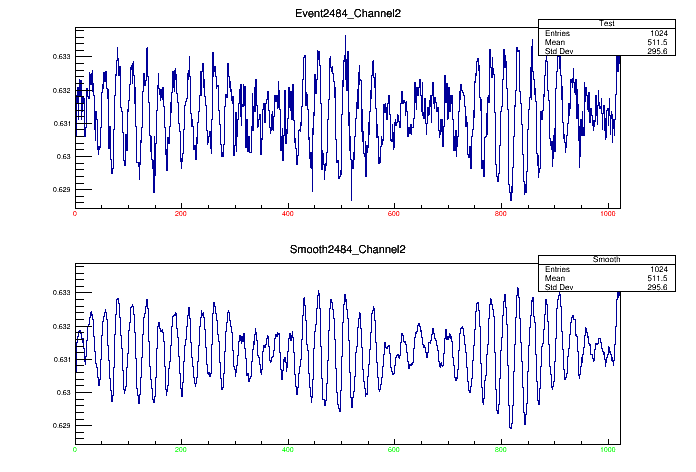 Event2484_Channel2
Test
Entries 1024
Mean 511.5
Std Dev 295.6
0.633
0.632
0.631
0.63
0.629
0 200 400 600 800 1000
Smooth2484_Channel2
Smooth
Entries 1024
Mean 511.5
Std Dev 295.6
0.633
0.632
0.631
0.63
0.629
0 200 400 600 800 1000